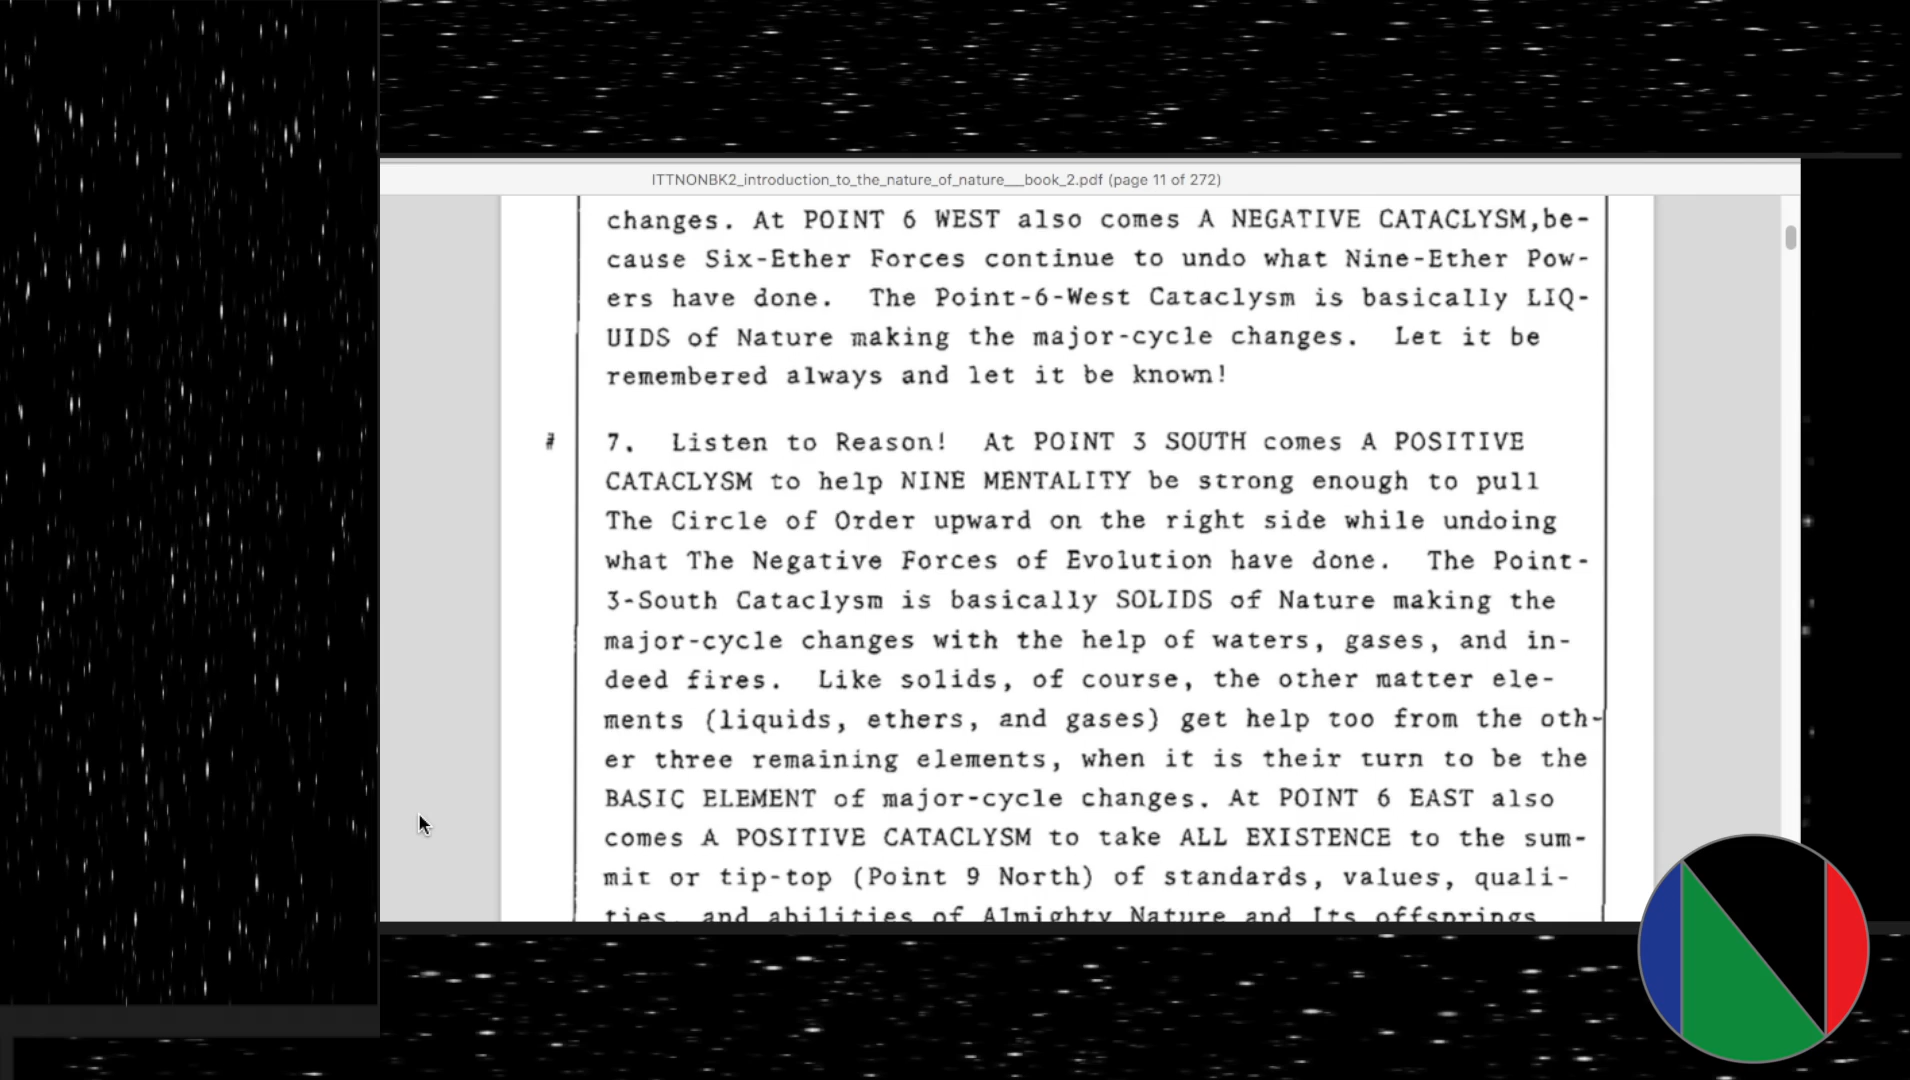 ITTNONBK2_introduction_to_the_nature_of_nature___book_2.pdf (page 11 of 272)
changes. At POINT 6 WEST also comes A NEGATIVE CATACLYSM,be-
cause Six-Ether Forces continue to undo what Nine-Ether Pow-
ers have done. The Point-6-West Cataclysm is basically LIQ-
UIDS of Nature making the major-cycle changes. Let it be
remembered always and let it be known!
# 7. Listen to Reason! At POINT 3 SOUTH comes A POSITIVE
CATACLYSM to help NINE MENTALITY be strong enough to pull
The Circle of Order upward on the right side while undoing
what The Negative Forces of Evolution have done. The Point-
3-South Cataclysm is basically SOLIDS of Nature making the
major-cycle changes with the help of waters, gases, and in-
deed fires. Like solids, of course, the other matter ele-
ments (liquids, ethers, and gases) get help too from the oth-
er three remaining elements, when it is their turn to be the
BASIC ELEMENT of major-cycle changes. At POINT 6 EAST also
comes A POSITIVE CATACLYSM to take ALL EXISTENCE to the sum-
mit or tip-top (Point 9 North) of standards, values, quali-
ties, and abilities of Almighty Nature and Its offsprings